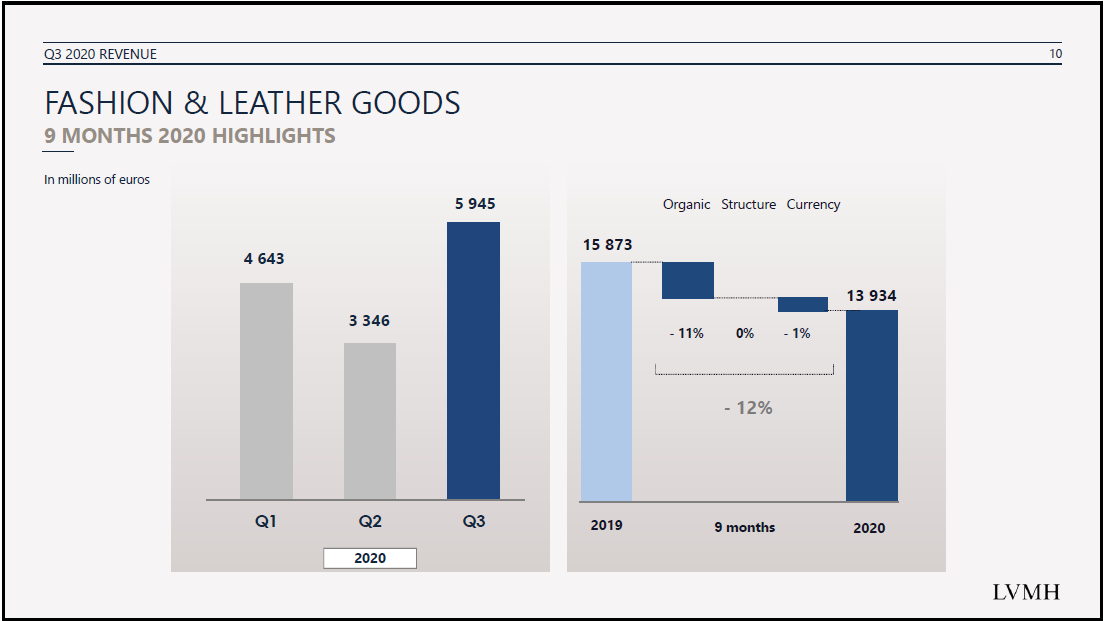 Q3 2020 REVENUE 10
FASHION & LEATHER GOODS
9 MONTHS 2020 HIGHLIGHTS
In millions of euros
4 643
3 346
5 945
Q1 Q2 Q3
2020
Organic Structure Currency
15 873
13 934
- 11% 0% - 1%
- 12%
2019 9 months 2020
LVMH